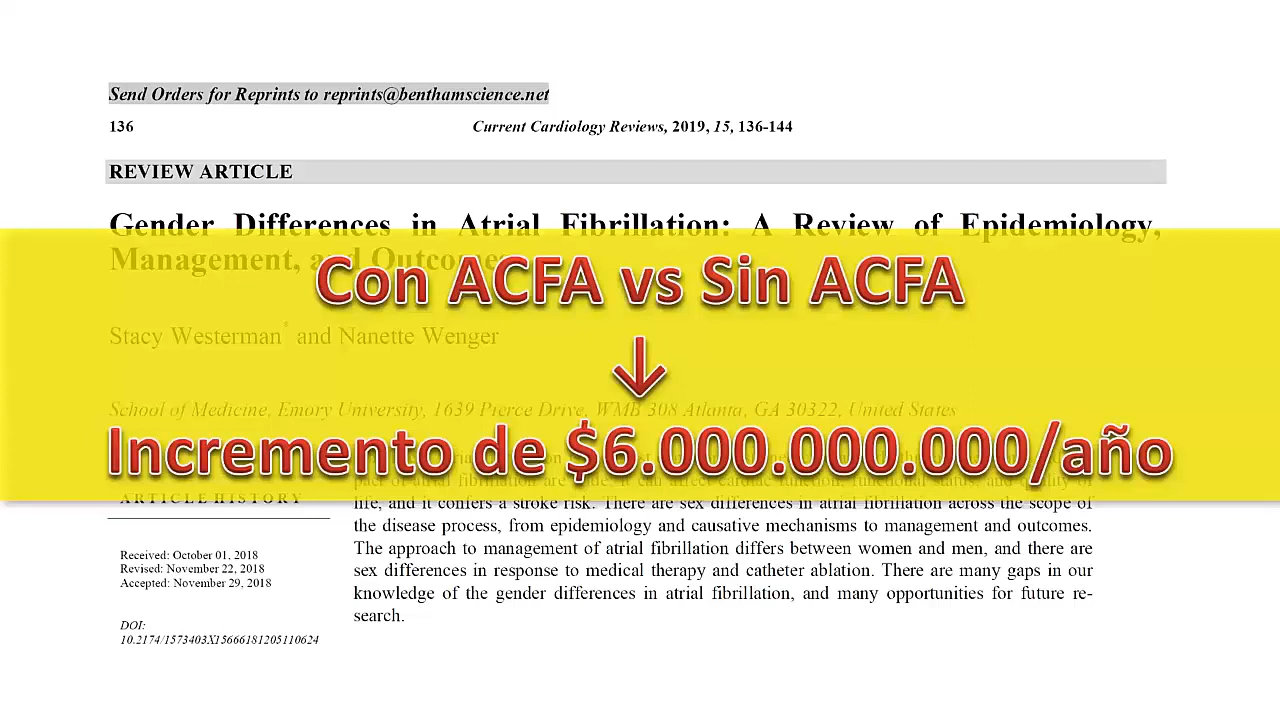 Send Orders for Reprints to reprints@benthamscience.net
136
Current Cardiology Reviews, 2019, 15, 136-144
REVIEW ARTICLE
Gender Differences in Atrial Fibrillation: A Review of Epidemiology,
Management, and Outcomes
Con ACFA vs Sin ACFA
Stacy Westerman* and Nanette Wenger
↓
School of Medicine, Emory University, 1639 Pierce Drive, WMB 308 Atlanta, GA 30322, United States
Incremento de $6.000.000.000/año
ARTICLE HISTORY
life, and it confers a stroke risk. There are sex differences in atrial fibrillation across the scope of
the disease process, from epidemiology and causative mechanisms to management and outcomes.
The approach to management of atrial fibrillation differs between women and men, and there are
sex differences in response to medical therapy and catheter ablation. There are many gaps in our
knowledge of the gender differences in atrial fibrillation, and many opportunities for future re-
search.
Received: October 01, 2018
Revised: November 22, 2018
Accepted: November 29, 2018
DOI:
10.2174/1573403X15666181205110624